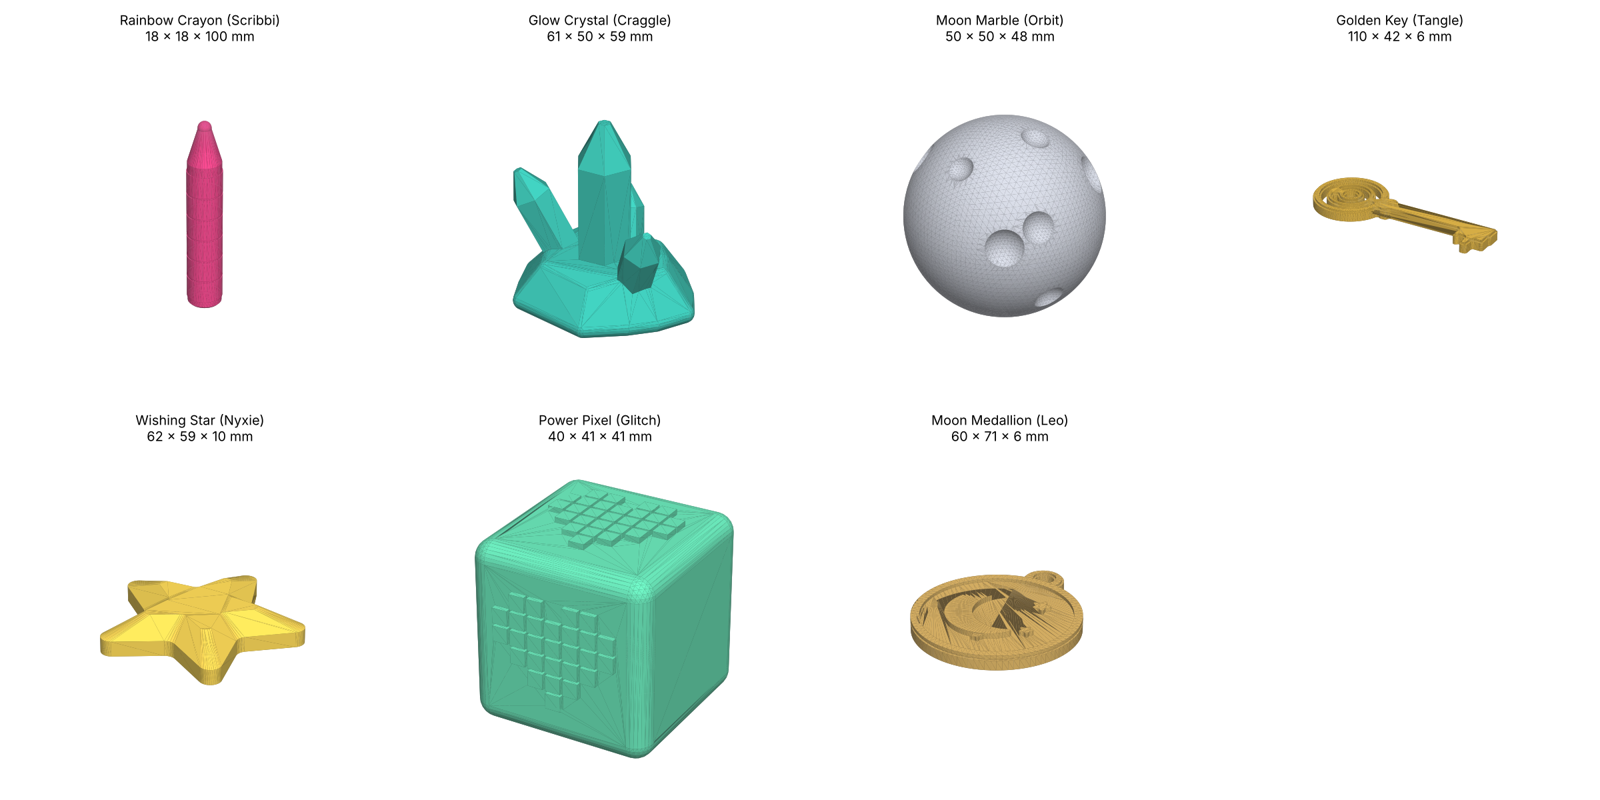 Rainbow Crayon (Scribbi)
18 × 18 × 100 mm
Glow Crystal (Craggle)
61 × 50 × 59 mm
Moon Marble (Orbit)
50 × 50 × 48 mm
Golden Key (Tangle)
110 × 42 × 6 mm
Wishing Star (Nyxie)
62 × 59 × 10 mm
Power Pixel (Glitch)
40 × 41 × 41 mm
Moon Medallion (Leo)
60 × 71 × 6 mm